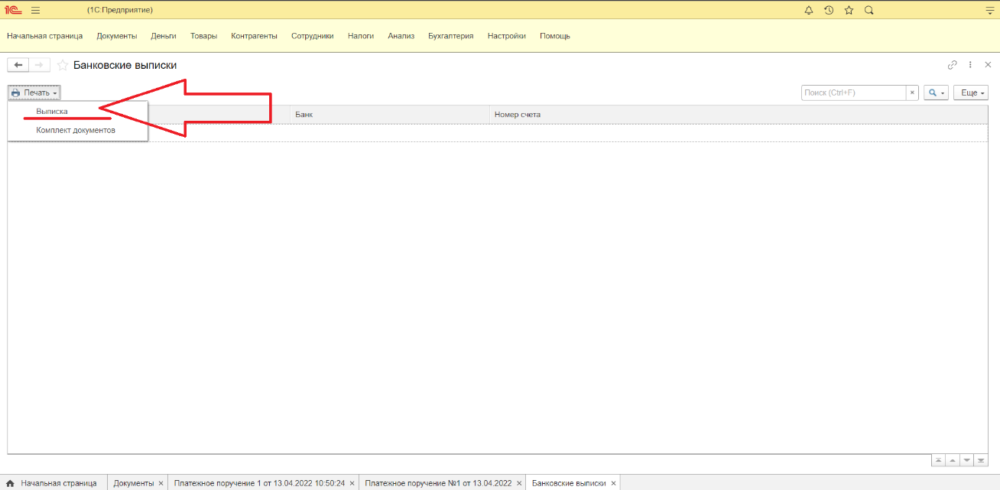 1С (1С:Предприятие)
Начальная страница Документы Деньги Товары Контрагенты Сотрудники Налоги Анализ Бухгалтерия Настройки Помощь
Банковские выписки
Печать Поиск (Ctrl+F) × Еще
Банк Номер счета
Выписка
Комплект документов
Начальная страница Документы × Платежное поручение 1 от 13.04.2022 10:50:24 × Платежное поручение №1 от 13.04.2022 × Банковские выписки ×